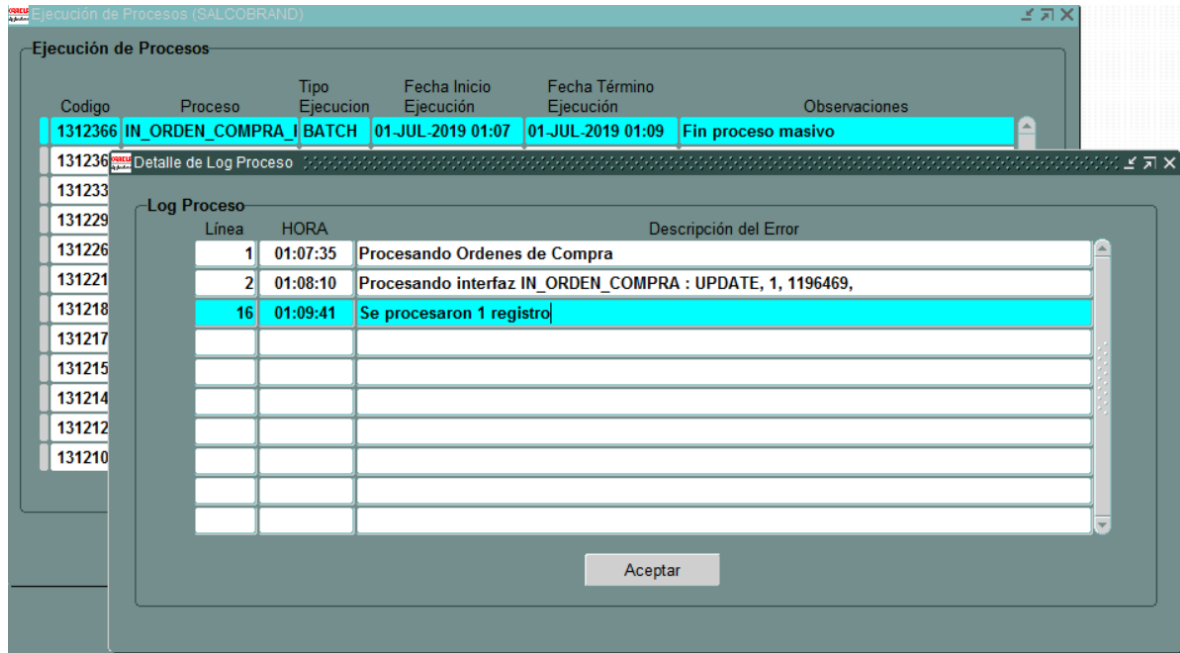 Ejecución de Procesos (SALCOBRAND)
Ejecución de Procesos
Codigo Proceso Tipo Ejecucion Fecha Inicio Ejecución Fecha Término Ejecución Observaciones
1312366 IN_ORDEN_COMPRA_I BATCH 01-JUL-2019 01:07 01-JUL-2019 01:09 Fin proceso masivo
131236
131233
131229
131226
131221
131218
131217
131215
131214
131212
131210
Detalle de Log Proceso
Log Proceso
Línea HORA Descripción del Error
1 01:07:35 Procesando Ordenes de Compra
2 01:08:10 Procesando interfaz IN_ORDEN_COMPRA : UPDATE, 1, 1196469,
16 01:09:41 Se procesaron 1 registro
Aceptar